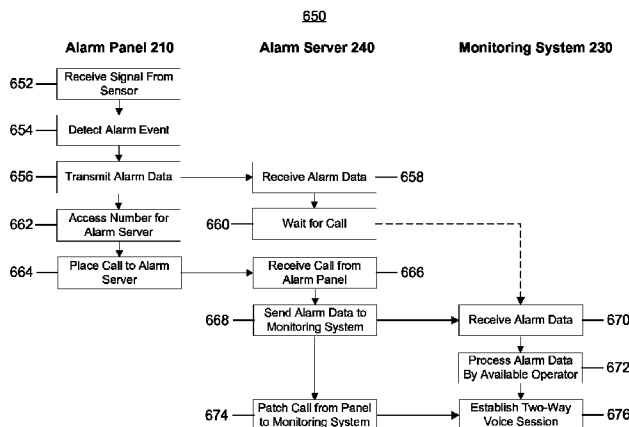 650
Alarm Panel 210
Alarm Server 240
Monitoring System 230
652
Receive Signal From
Sensor
654
Detect Alarm Event
656
Transmit Alarm Data
Receive Alarm Data
658
662
Access Number for
Alarm Server
660
Wait for Call
664
Place Call to Alarm
Server
Receive Call from
Alarm Panel
666
668
Send Alarm Data to
Monitoring System
Receive Alarm Data
670
Process Alarm Data
By Available Operator
672
674
Patch Call from Panel
to Monitoring System
Establish Two-Way
Voice Session
676